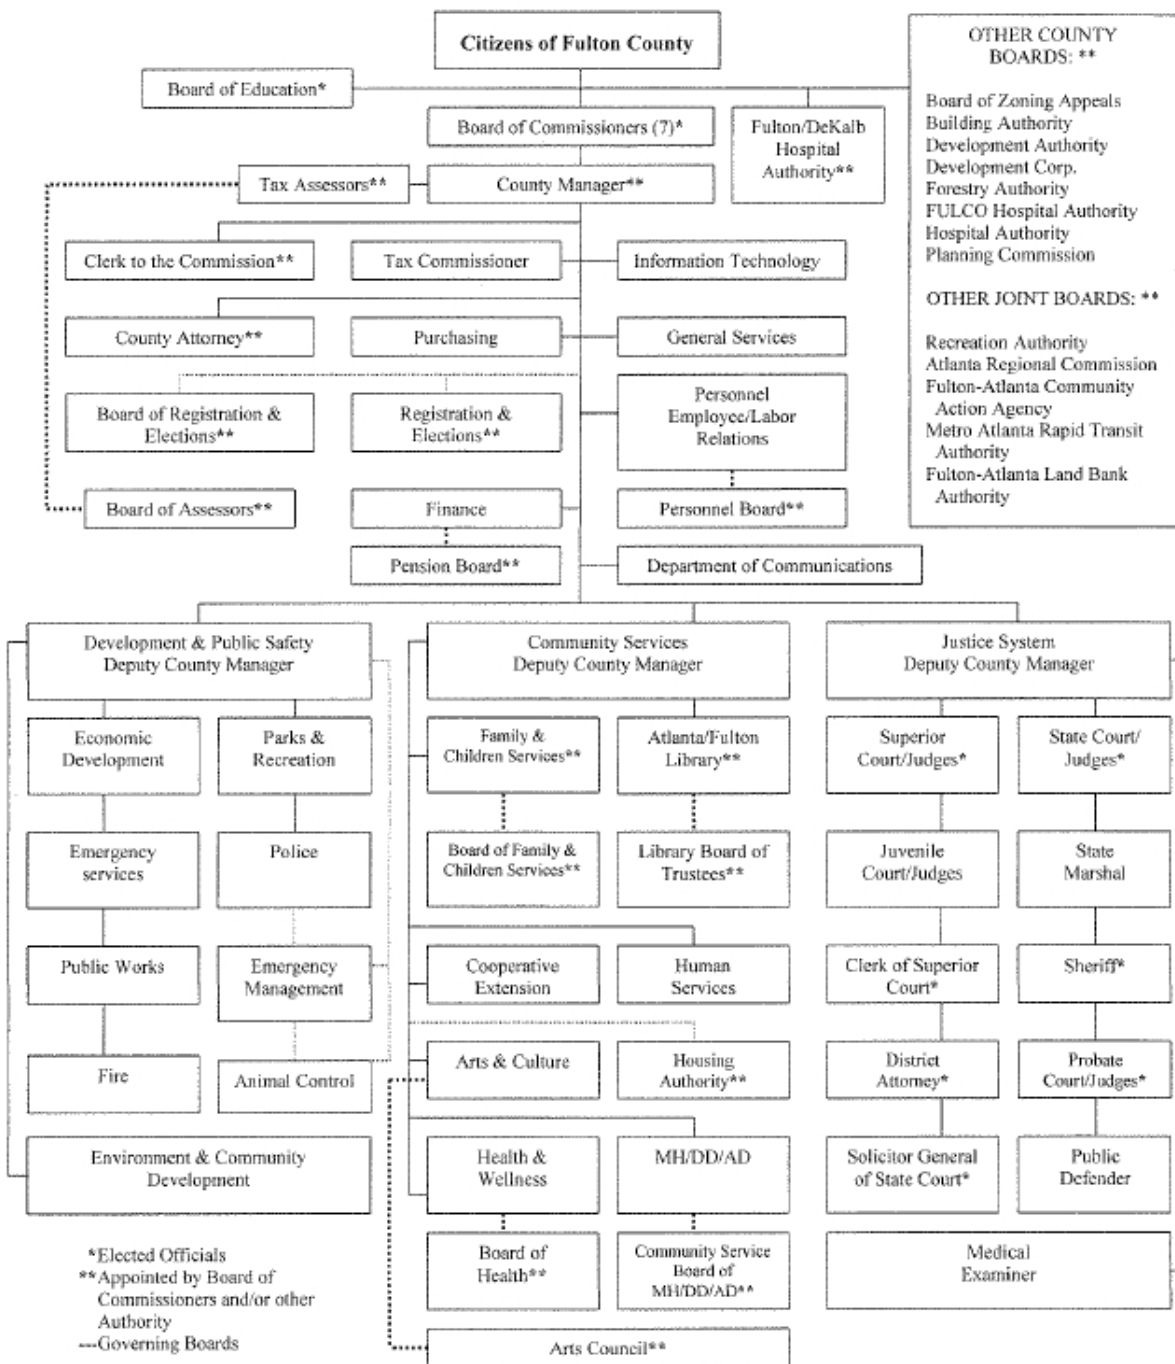 Citizens of Fulton County
OTHER COUNTY
BOARDS: **
Board of Zoning Appeals
Building Authority
Development Authority
Development Corp.
Forestry Authority
FULCO Hospital Authority
Hospital Authority
Planning Commission
OTHER JOINT BOARDS: **
Recreation Authority
Atlanta Regional Commission
Fulton-Atlanta Community
Action Agency
Metro Atlanta Rapid Transit
Authority
Fulton-Atlanta Land Bank
Authority
Board of Education*
Board of Commissioners (7)*
Fulton/DeKalb
Hospital
Authority**
Tax Assessors**
County Manager**
Clerk to the Commission**
Tax Commissioner
Information Technology
County Attorney**
Purchasing
General Services
Board of Registration &
Elections**
Registration &
Elections**
Personnel
Employee/Labor
Relations
Board of Assessors**
Finance
Personnel Board**
Pension Board**
Department of Communications
Development & Public Safety
Deputy County Manager
Community Services
Deputy County Manager
Justice System
Deputy County Manager
Economic
Development
Parks &
Recreation
Family &
Children Services**
Atlanta/Fulton
Library**
Superior
Court/Judges*
State Court/
Judges*
Emergency
services
Police
Board of Family &
Children Services**
Library Board of
Trustees**
Juvenile
Court/Judges
State
Marshal
Public Works
Emergency
Management
Cooperative
Extension
Human
Services
Clerk of Superior
Court*
Sheriff*
Fire
Animal Control
Arts & Culture
Housing
Authority**
District
Attorney*
Probate
Court/Judges*
Environment & Community
Development
Health &
Wellness
MH/DD/AD
Solicitor General
of State Court*
Public
Defender
Board of
Health**
Community Service
Board of
MH/DD/AD**
Medical
Examiner
Arts Council**
*Elected Officials
**Appointed by Board of
Commissioners and/or other
Authority
---Governing Boards